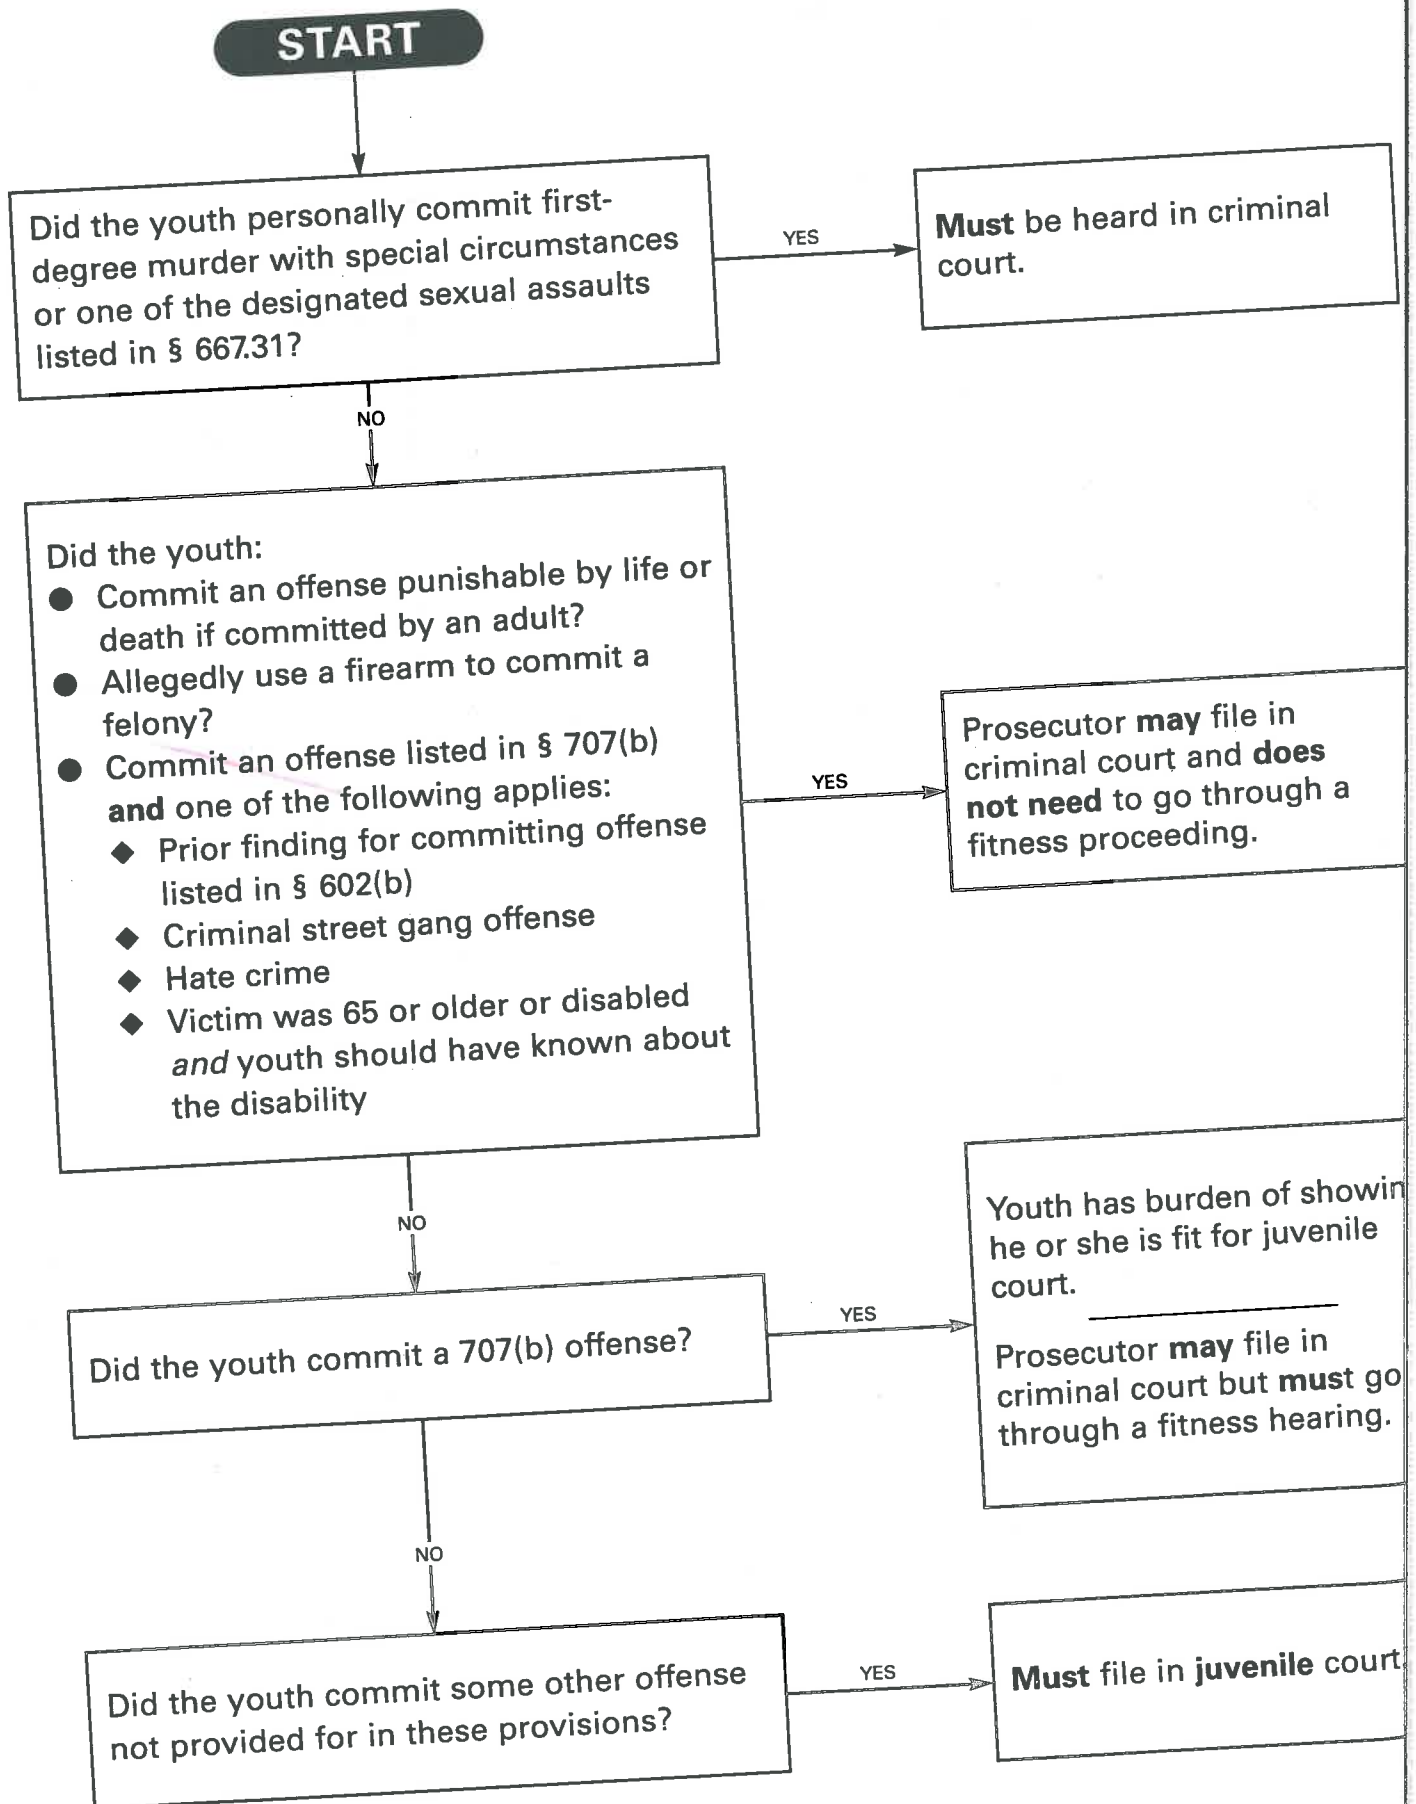 START
Did the youth personally commit first-
degree murder with special circumstances
or one of the designated sexual assaults
listed in § 667.31?
YES
Must be heard in criminal
court.
NO
Did the youth:
● Commit an offense punishable by life or
death if committed by an adult?
● Allegedly use a firearm to commit a
felony?
● Commit an offense listed in § 707(b)
and one of the following applies:
◆ Prior finding for committing offense
listed in § 602(b)
◆ Criminal street gang offense
◆ Hate crime
◆ Victim was 65 or older or disabled
and youth should have known about
the disability
YES
Prosecutor may file in
criminal court and does
not need to go through a
fitness proceeding.
NO
Did the youth commit a 707(b) offense?
YES
Youth has burden of showin
he or she is fit for juvenile
court.
Prosecutor may file in
criminal court but must go
through a fitness hearing.
NO
Did the youth commit some other offense
not provided for in these provisions?
YES
Must file in juvenile court